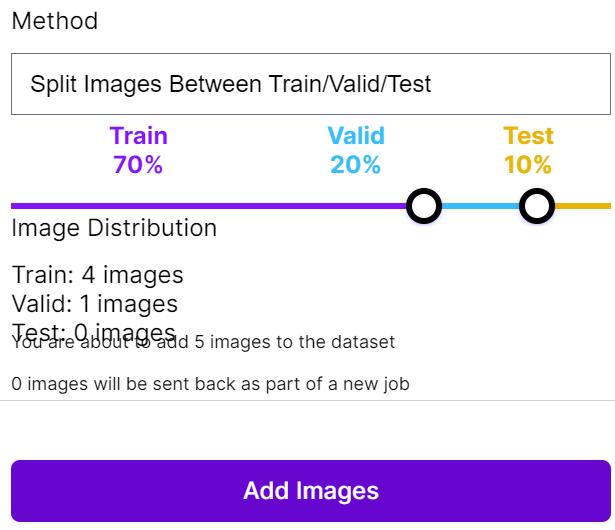 Method
Split Images Between Train/Valid/Test
Train Valid Test
70% 20% 10%
Image Distribution
Train: 4 images
Valid: 1 images
Test: 0 images
You are about to add 5 images to the dataset
0 images will be sent back as part of a new job
Add Images